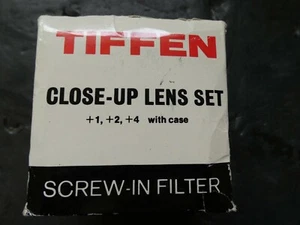 TIFFEN
CLOSE-UP LENS SET
+1, +2, +4 with case
SCREW-IN FILTER